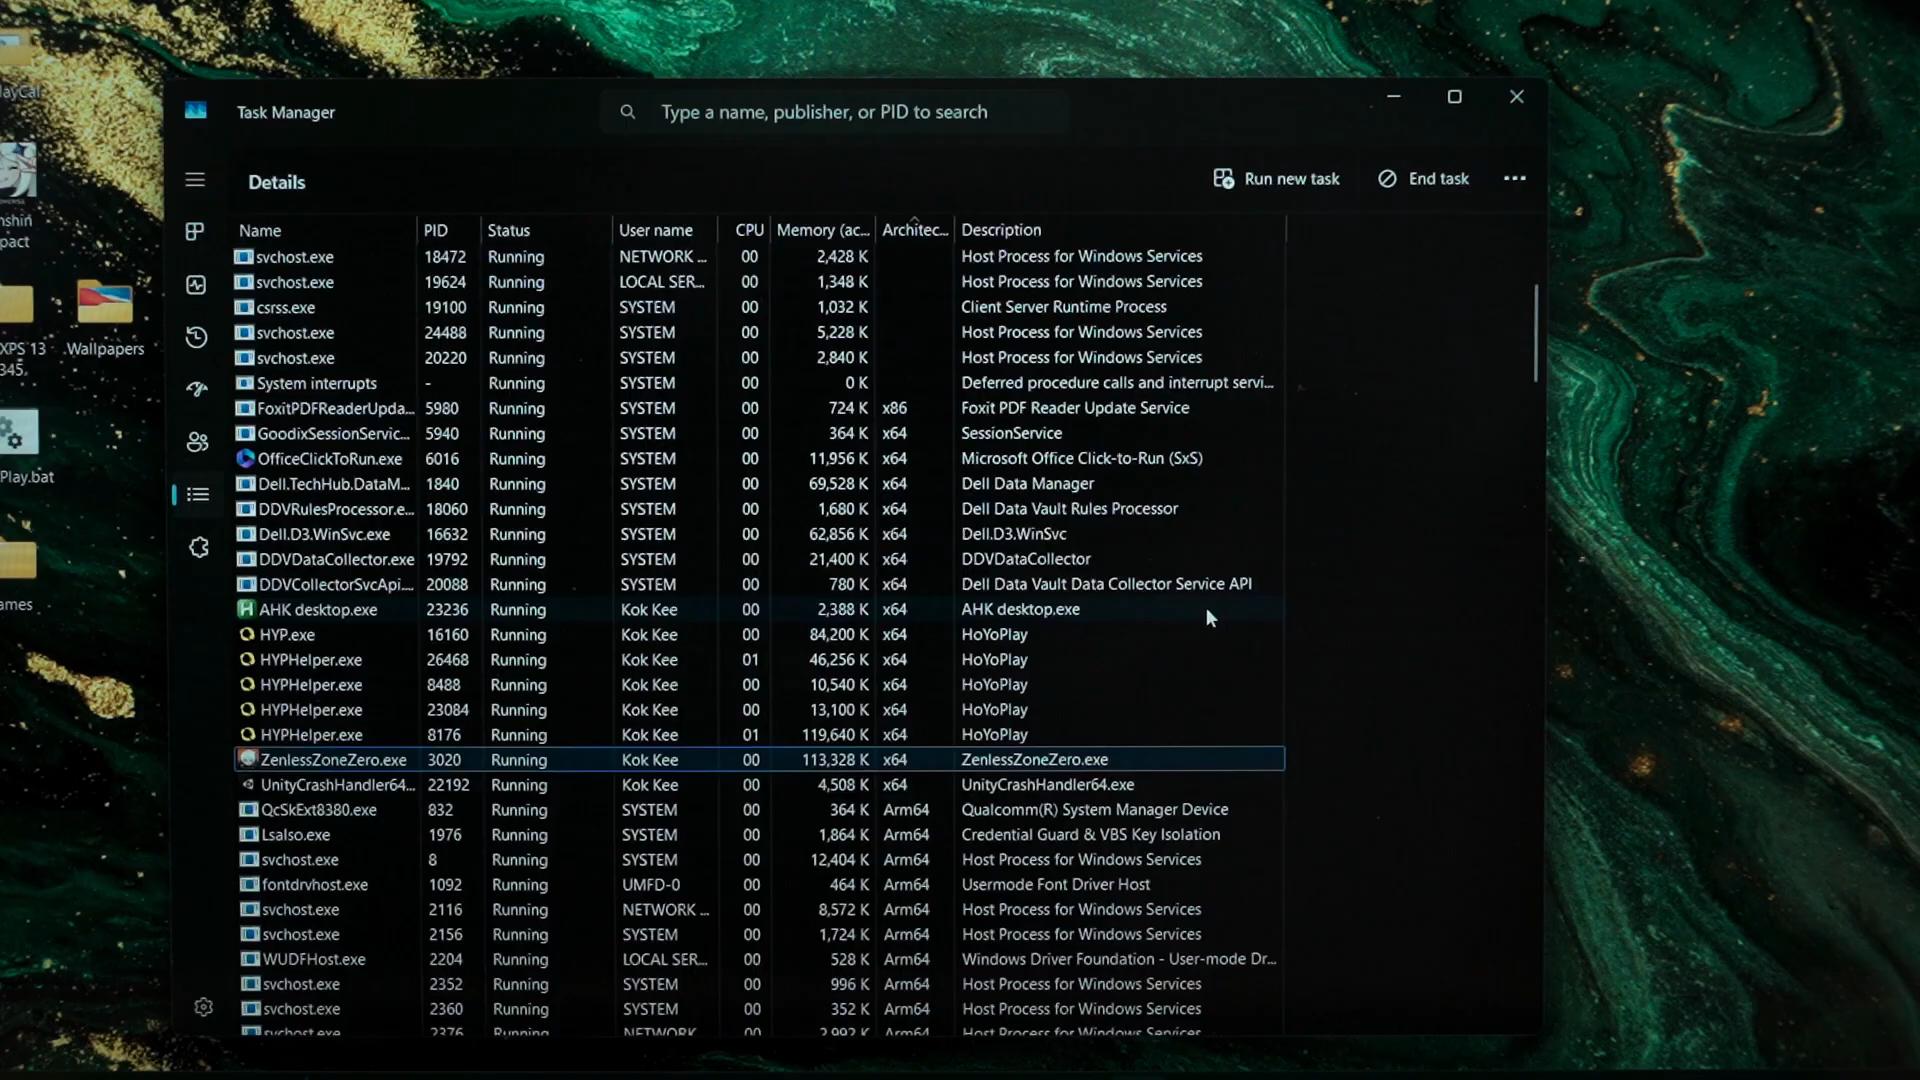 Task Manager
Type a name, publisher, or PID to search
Details
Run new task
End task
Name PID Status User name CPU Memory (ac... Architec... Description
svchost.exe 18472 Running NETWORK ... 00 2,428 K Host Process for Windows Services
svchost.exe 19624 Running LOCAL SER... 00 1,348 K Host Process for Windows Services
csrss.exe 19100 Running SYSTEM 00 1,032 K Client Server Runtime Process
svchost.exe 24488 Running SYSTEM 00 5,228 K Host Process for Windows Services
svchost.exe 20220 Running SYSTEM 00 2,840 K Host Process for Windows Services
System interrupts - Running SYSTEM 00 0 K Deferred procedure calls and interrupt servi...
FoxitPDFReaderUpda... 5980 Running SYSTEM 00 724 K x86 Foxit PDF Reader Update Service
GoodixSessionServic... 5940 Running SYSTEM 00 364 K x64 SessionService
OfficeClickToRun.exe 6016 Running SYSTEM 00 11,956 K x64 Microsoft Office Click-to-Run (SxS)
Dell.TechHub.DataM... 1840 Running SYSTEM 00 69,528 K x64 Dell Data Manager
DDVRulesProcessor.e... 18060 Running SYSTEM 00 1,680 K x64 Dell Data Vault Rules Processor
Dell.D3.WinSvc.exe 16632 Running SYSTEM 00 62,856 K x64 Dell.D3.WinSvc
DDVDataCollector.exe 19792 Running SYSTEM 00 21,400 K x64 DDVDataCollector
DDVCollectorSvcApi.... 20088 Running SYSTEM 00 780 K x64 Dell Data Vault Data Collector Service API
AHK desktop.exe 23236 Running Kok Kee 00 2,388 K x64 AHK desktop.exe
HYP.exe 16160 Running Kok Kee 00 84,200 K x64 HoYoPlay
HYPHelper.exe 26468 Running Kok Kee 01 46,256 K x64 HoYoPlay
HYPHelper.exe 8488 Running Kok Kee 00 10,540 K x64 HoYoPlay
HYPHelper.exe 23084 Running Kok Kee 00 13,100 K x64 HoYoPlay
HYPHelper.exe 8176 Running Kok Kee 01 119,640 K x64 HoYoPlay
ZenlessZoneZero.exe 3020 Running Kok Kee 00 113,328 K x64 ZenlessZoneZero.exe
UnityCrashHandler64... 22192 Running Kok Kee 00 4,508 K x64 UnityCrashHandler64.exe
QcSkExt8380.exe 832 Running SYSTEM 00 364 K Arm64 Qualcomm(R) System Manager Device
LsaIso.exe 1976 Running SYSTEM 00 1,864 K Arm64 Credential Guard & VBS Key Isolation
svchost.exe 8 Running SYSTEM 00 12,404 K Arm64 Host Process for Windows Services
fontdrvhost.exe 1092 Running UMFD-0 00 464 K Arm64 Usermode Font Driver Host
svchost.exe 2116 Running NETWORK ... 00 8,572 K Arm64 Host Process for Windows Services
svchost.exe 2156 Running SYSTEM 00 1,724 K Arm64 Host Process for Windows Services
WUDFHost.exe 2204 Running LOCAL SER... 00 528 K Arm64 Windows Driver Foundation - User-mode Dr...
svchost.exe 2352 Running SYSTEM 00 996 K Arm64 Host Process for Windows Services
svchost.exe 2360 Running SYSTEM 00 352 K Arm64 Host Process for Windows Services
svchost.exe 2376 Running NETWORK 00 2,992 K Arm64 Host Process for Windows Services
layCal
nshin
pact
XPS 13
345.
Wallpapers
Play.bat
ames